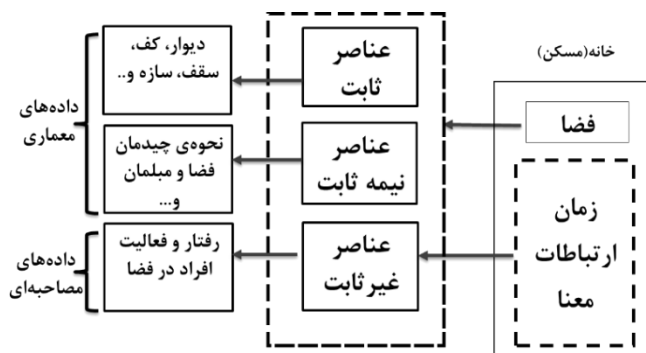 خانه(مسکن)
فضا
زمان
ارتباطات
معنا
عناصر
ثابت
عناصر
نیمه ثابت
عناصر
غیرثابت
دیوار، کف،
سقف، سازه و..
نحوه‌ی چیدمان
فضا و مبلمان
و...
رفتار و فعالیت
افراد در فضا
داده‌های
معماری
داده‌های
مصاحبه‌ای